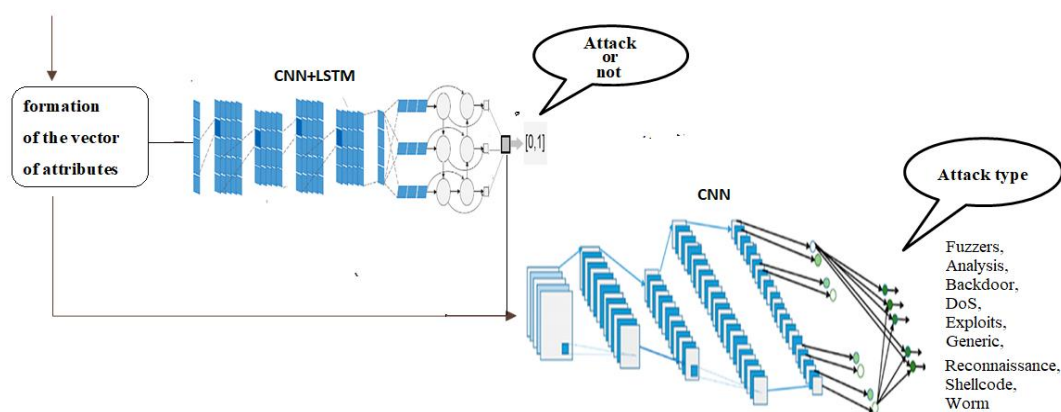 formation
of the vector
of attributes
CNN+LSTM
Attack
or
not
[0,1]
CNN
Attack type
Fuzzers,
Analysis,
Backdoor,
DoS,
Exploits,
Generic,
Reconnaissance,
Shellcode,
Worm